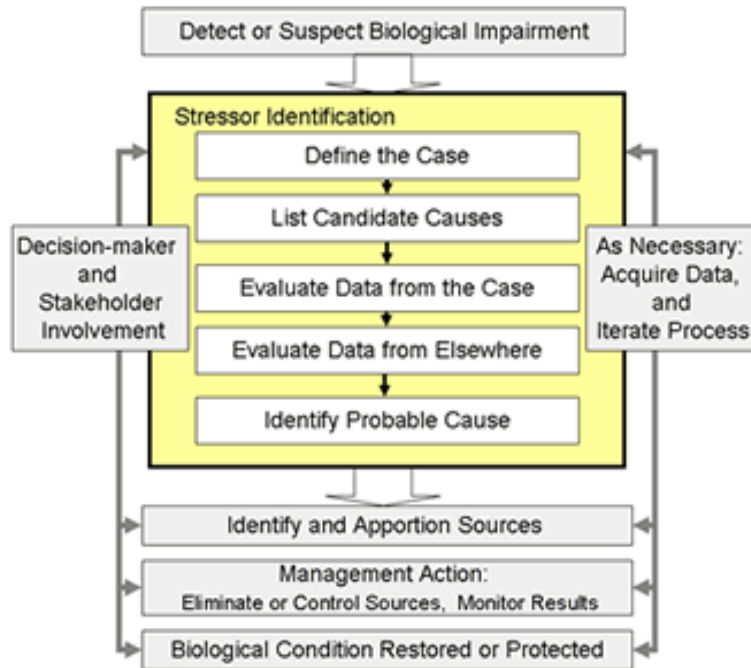 Detect or Suspect Biological Impairment
Stressor Identification
Define the Case
List Candidate Causes
Evaluate Data from the Case
Evaluate Data from Elsewhere
Identify Probable Cause
Decision-maker
and
Stakeholder
Involvement
As Necessary:
Acquire Data,
and
Iterate Process
Identify and Apportion Sources
Management Action:
Eliminate or Control Sources, Monitor Results
Biological Condition Restored or Protected